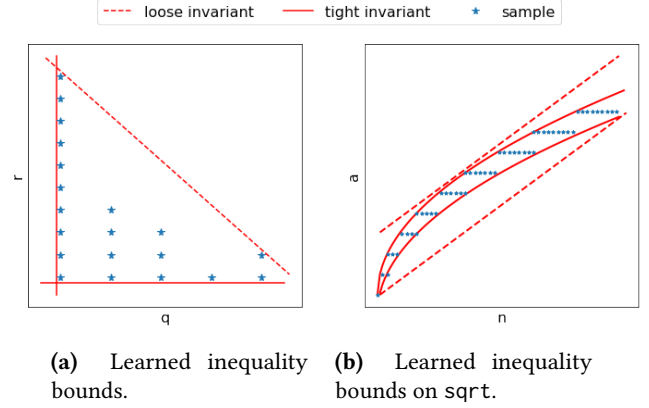 loose invariant tight invariant sample
r
q
a
n
(a) Learned inequality bounds.
(b) Learned inequality bounds on sqrt.